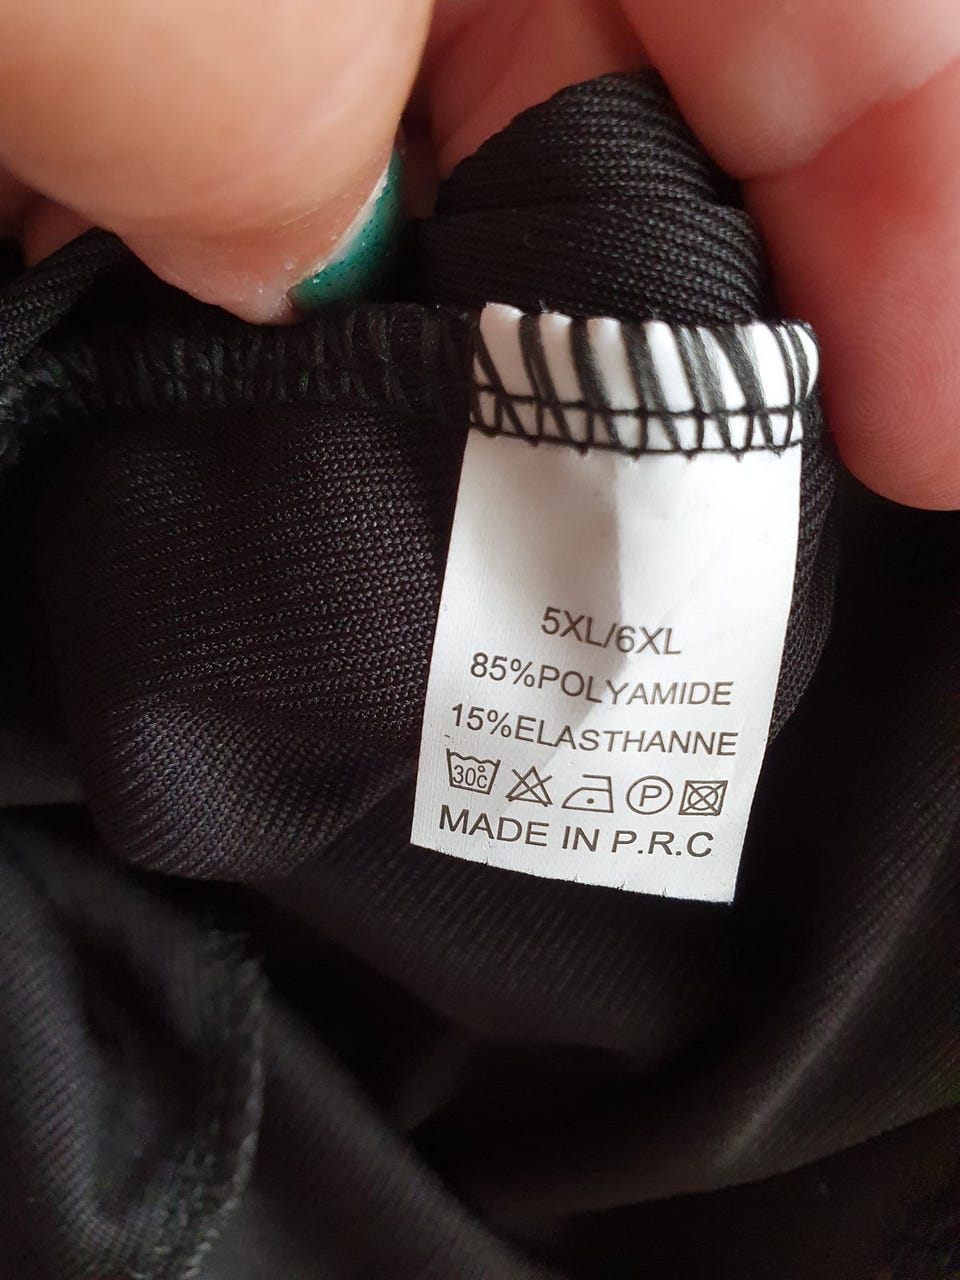 5XL/6XL
85%POLYAMIDE
15%ELASTHANNE
30°C P
MADE IN P.R.C